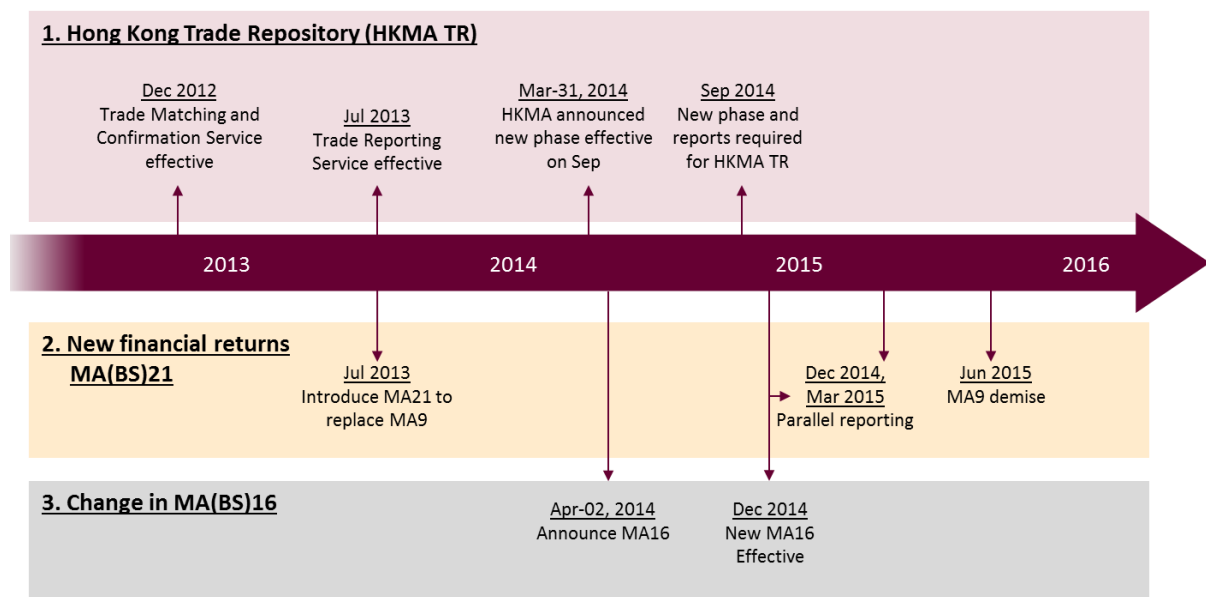 1. Hong Kong Trade Repository (HKMA TR)
Dec 2012
Trade Matching and
Confirmation Service
effective
Jul 2013
Trade Reporting
Service effective
Mar-31, 2014
HKMA announced
new phase effective
on Sep
Sep 2014
New phase and
reports required
for HKMA TR
2013
2014
2015
2016
2. New financial returns
MA(BS)21
Jul 2013
Introduce MA21 to
replace MA9
Dec 2014,
Mar 2015
Parallel reporting
Jun 2015
MA9 demise
3. Change in MA(BS)16
Apr-02, 2014
Announce MA16
Dec 2014
New MA16
Effective